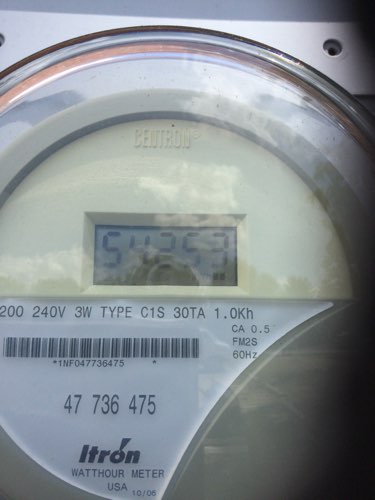 CENTRON®
54253
200 240V 3W TYPE C1S 30TA 1.0Kh
CA 0.5
FM2S
60Hz
*1NF047736475 *
47 736 475
Itrón
WATTHOUR METER
USA 10/06